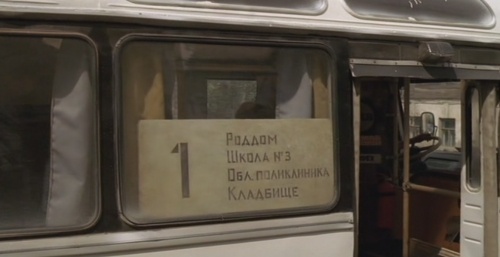 1
Роддом
Школа №3
Обл.поликлиника
Кладбище